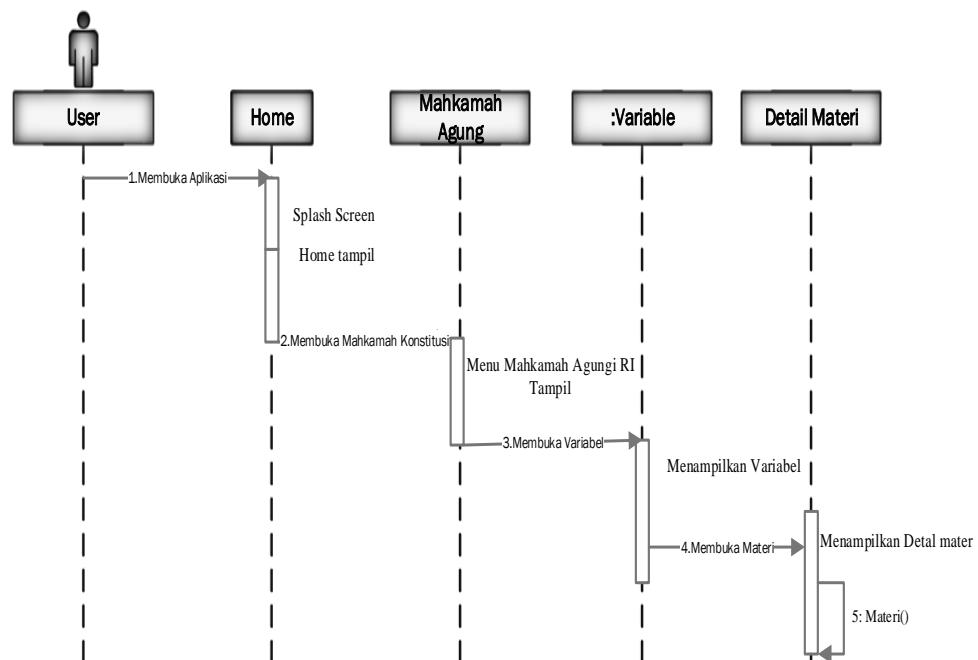 User
Home
Mahkamah
Agung
:Variable
Detail Materi
1.Membuka Aplikasi
Splash Screen
Home tampil
2.Membuka Mahkamah Konstitusi
Menu Mahkamah Agungi RI
Tampil
3.Membuka Variabel
Menampilkan Variabel
4.Membuka Materi
Menampilkan Detal mater
5: Materi()